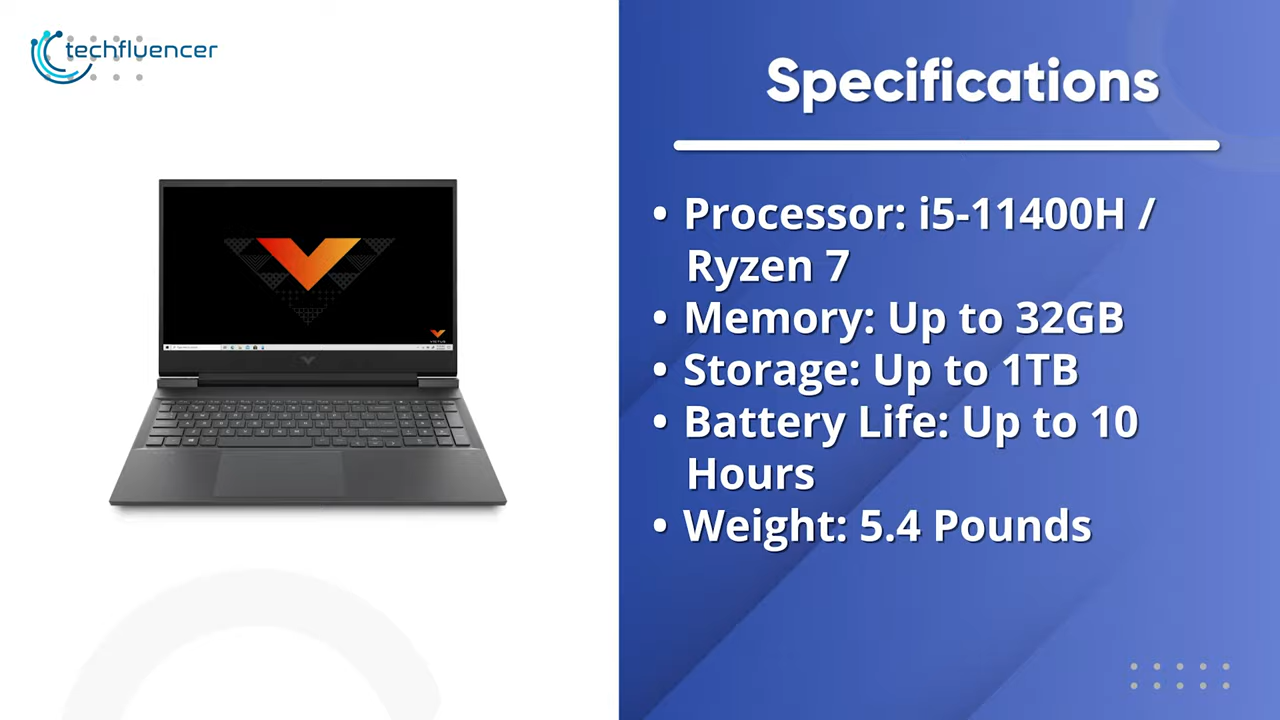 techfluencer
Specifications
• Processor: i5-11400H /
Ryzen 7
• Memory: Up to 32GB
• Storage: Up to 1TB
• Battery Life: Up to 10
Hours
• Weight: 5.4 Pounds